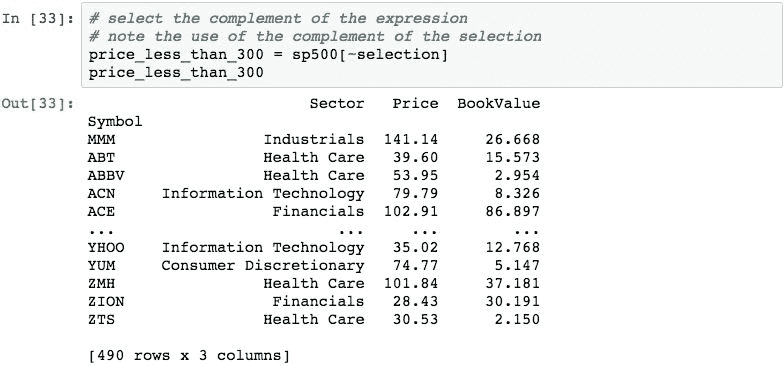 In [33]: # select the complement of the expression
# note the use of the complement of the selection
price_less_than_300 = sp500[~selection]
price_less_than_300
Out[33]: Sector Price BookValue
Symbol
MMM Industrials 141.14 26.668
ABT Health Care 39.60 15.573
ABBV Health Care 53.95 2.954
ACN Information Technology 79.79 8.326
ACE Financials 102.91 86.897
... ... ... ...
YHOO Information Technology 35.02 12.768
YUM Consumer Discretionary 74.77 5.147
ZMH Health Care 101.84 37.181
ZION Financials 28.43 30.191
ZTS Health Care 30.53 2.150
[490 rows x 3 columns]